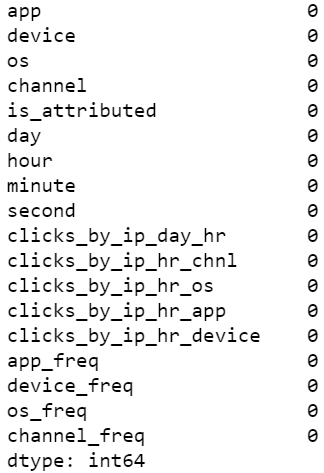 app 0
device 0
os 0
channel 0
is_attributed 0
day 0
hour 0
minute 0
second 0
clicks_by_ip_day_hr 0
clicks_by_ip_hr_chnl 0
clicks_by_ip_hr_os 0
clicks_by_ip_hr_app 0
clicks_by_ip_hr_device 0
app_freq 0
device_freq 0
os_freq 0
channel_freq 0
dtype: int64